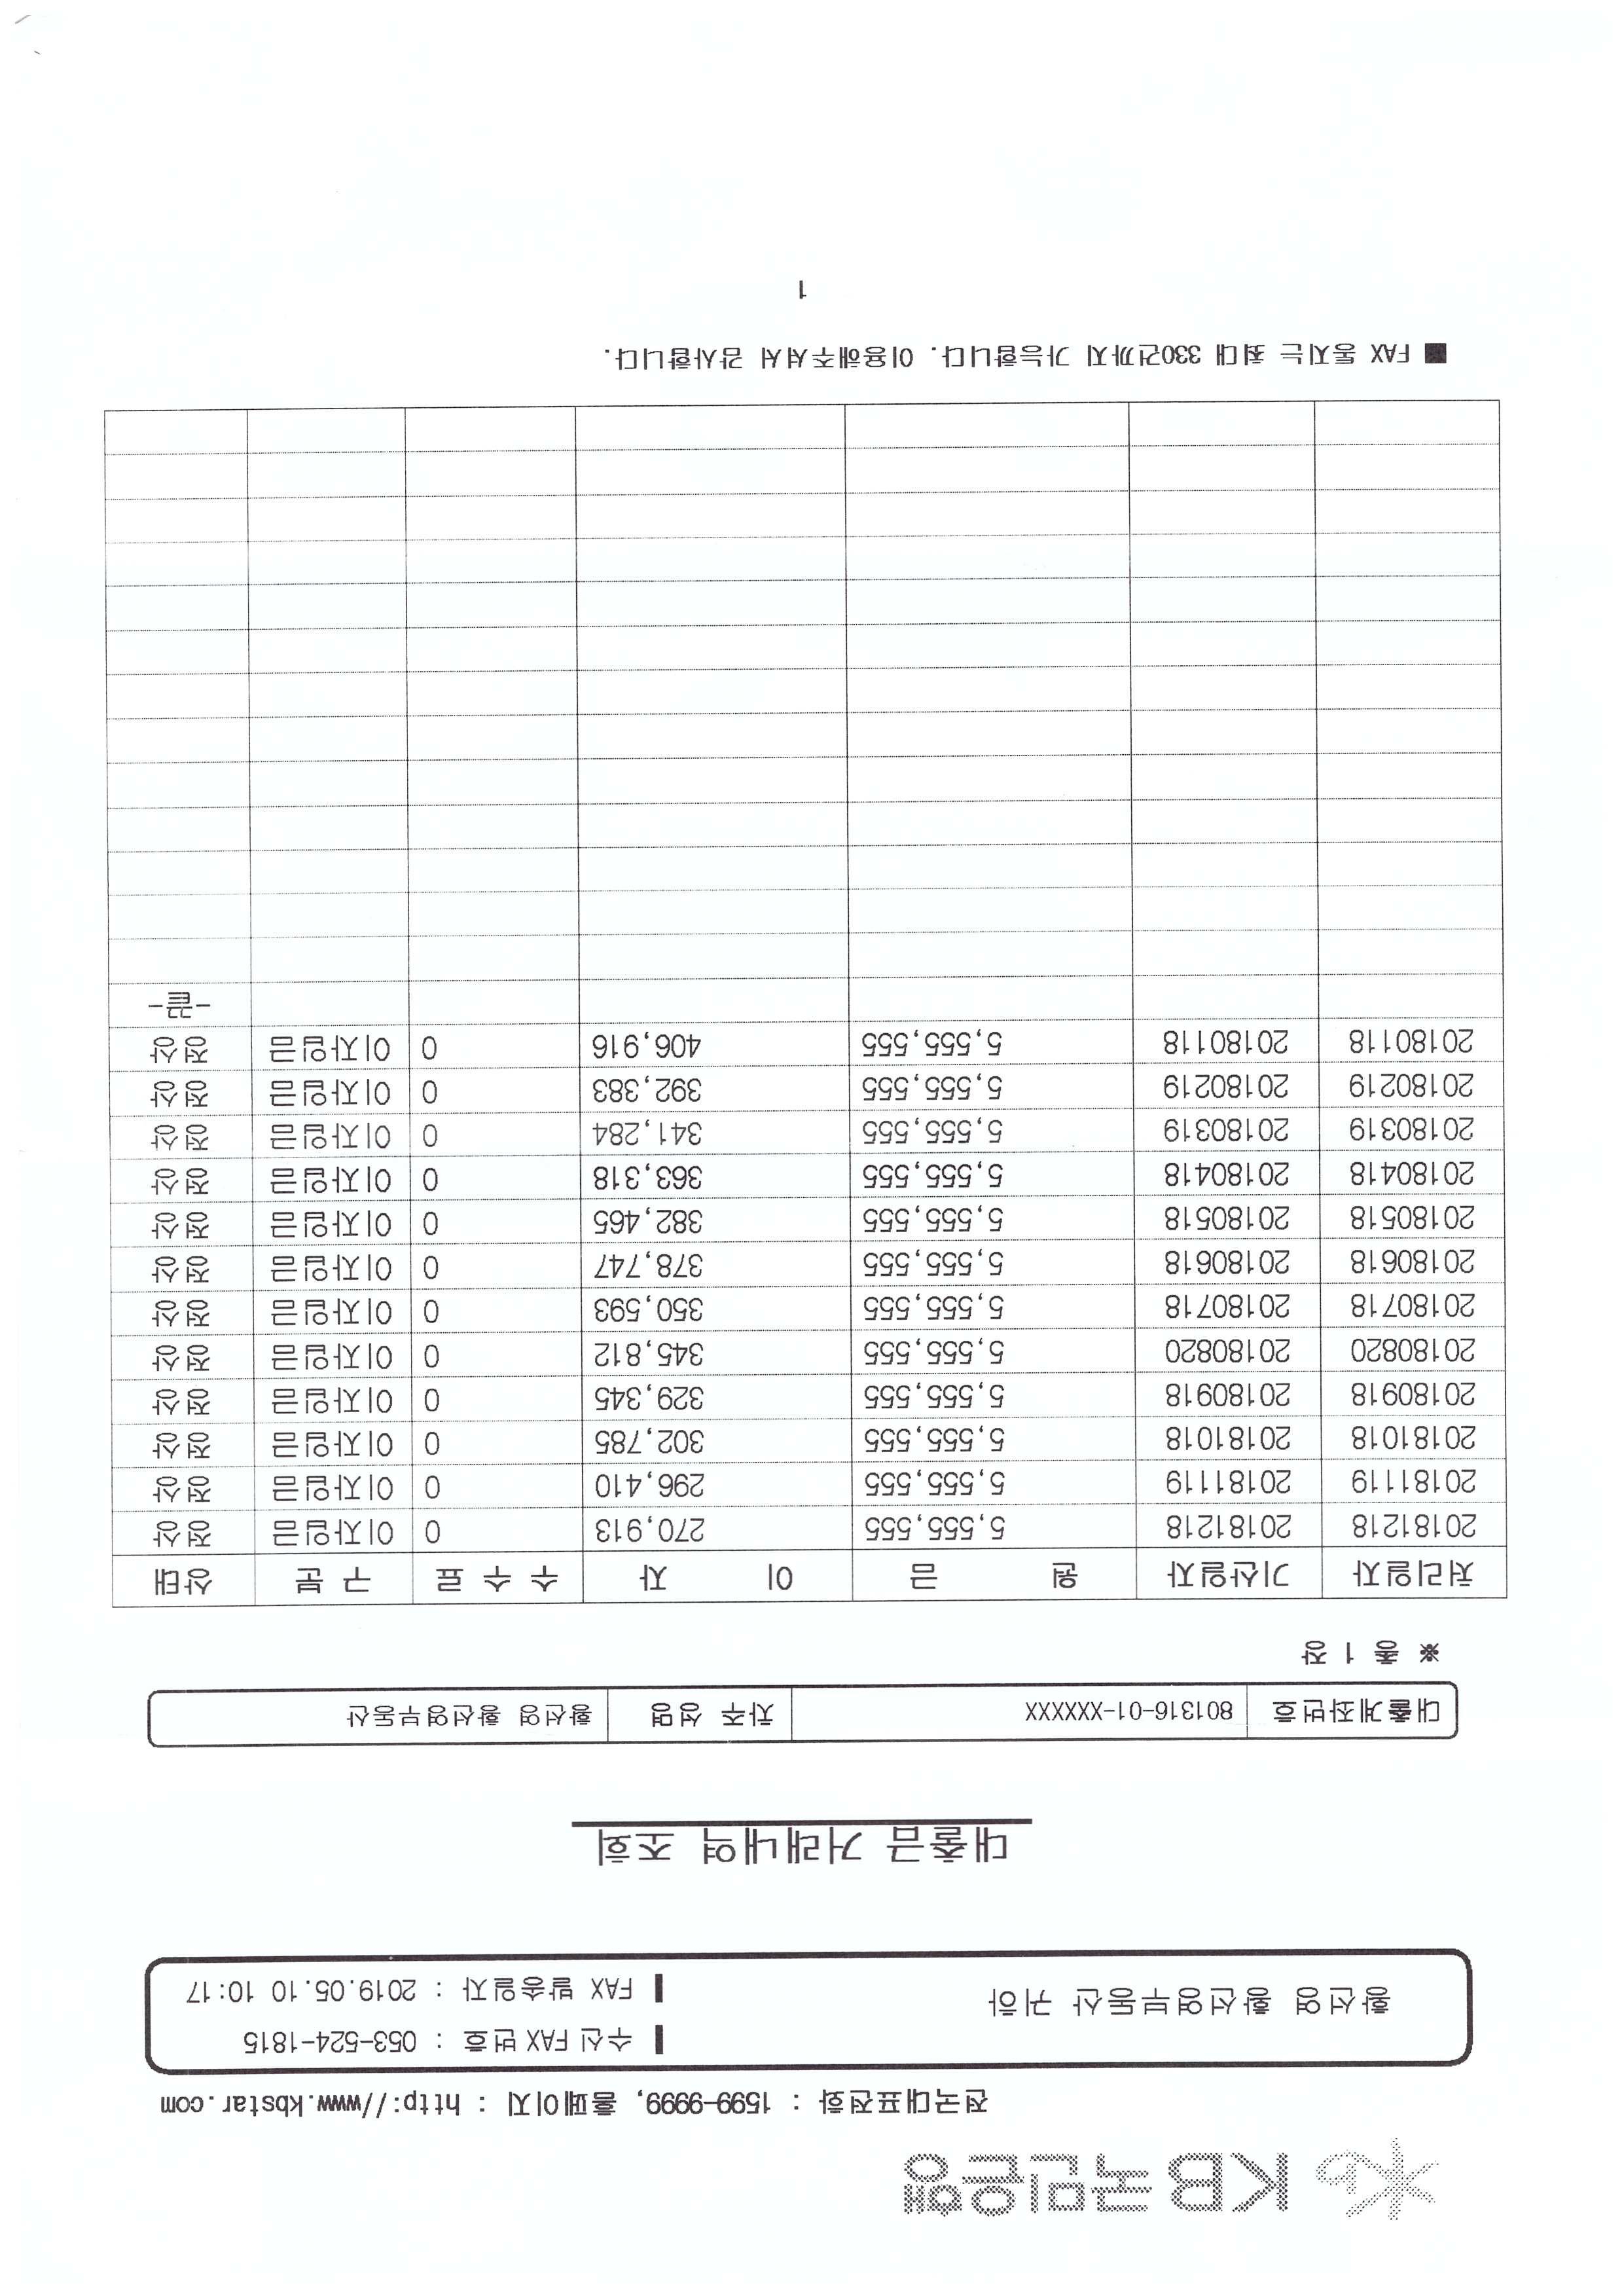 KB국민은행
전국대표전화 : 1599-9999, 홈페이지 : http://www.kbstar.com
황선영 황선영부동산 귀하
수신 FAX 번호 : 053-524-1815
FAX 발송일자 : 2019.05.10 10:17
대출금 거래내역 조회
대출계좌번호 801316-01-XXXXXX 차주 성명 황선영 황선영부동산
※ 총 1 장
처리일자 기산일자 원 금 이 자 수 수 료 구 분 상태
20181218 20181218 5,555,555 270,913 0 이자입금 정상
20181119 20181119 5,555,555 296,410 0 이자입금 정상
20181018 20181018 5,555,555 302,785 0 이자입금 정상
20180918 20180918 5,555,555 329,345 0 이자입금 정상
20180820 20180820 5,555,555 345,812 0 이자입금 정상
20180718 20180718 5,555,555 350,593 0 이자입금 정상
20180618 20180618 5,555,555 378,747 0 이자입금 정상
20180518 20180518 5,555,555 382,465 0 이자입금 정상
20180418 20180418 5,555,555 363,318 0 이자입금 정상
20180319 20180319 5,555,555 341,284 0 이자입금 정상
20180219 20180219 5,555,555 392,383 0 이자입금 정상
20180118 20180118 5,555,555 406,916 0 이자입금 정상
-끝-
■ FAX 통지는 최대 330건까지 가능합니다. 이용해주셔서 감사합니다.
1